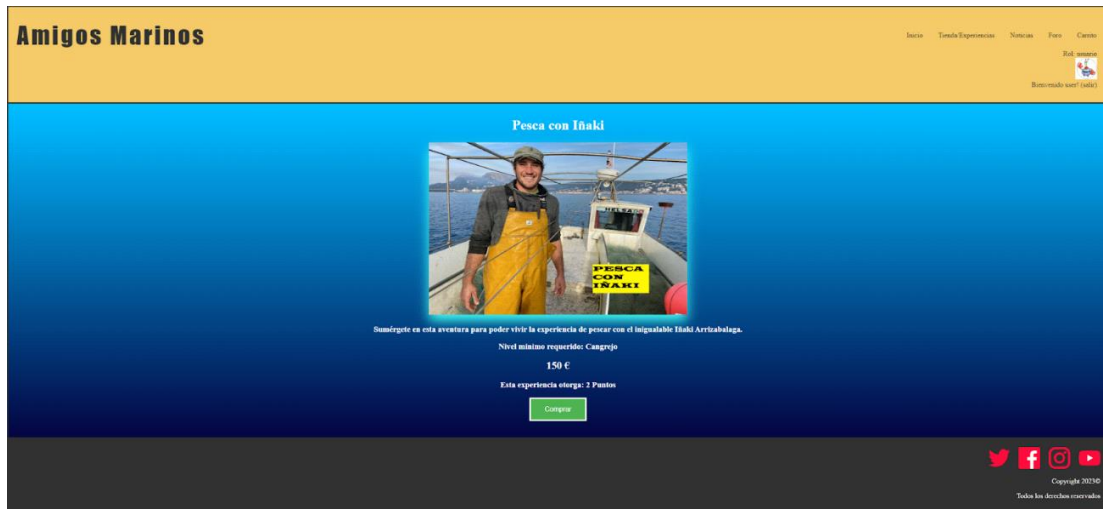 Amigos Marinos
Inicio Tienda/Experiencias Noticias Foro Carrito
Rol: usuario
Bienvenido user! (salir)
Pesca con Iñaki
DELGADO
PESCA
CON
IÑAKI
Sumérgete en esta aventura para poder vivir la experiencia de pescar con el inigualable Iñaki Arrizabalaga.
Nivel mínimo requerido: Cangrejo
150 €
Esta experiencia otorga: 2 Puntos
Comprar
Copyright 2023©
Todos los derechos reservados